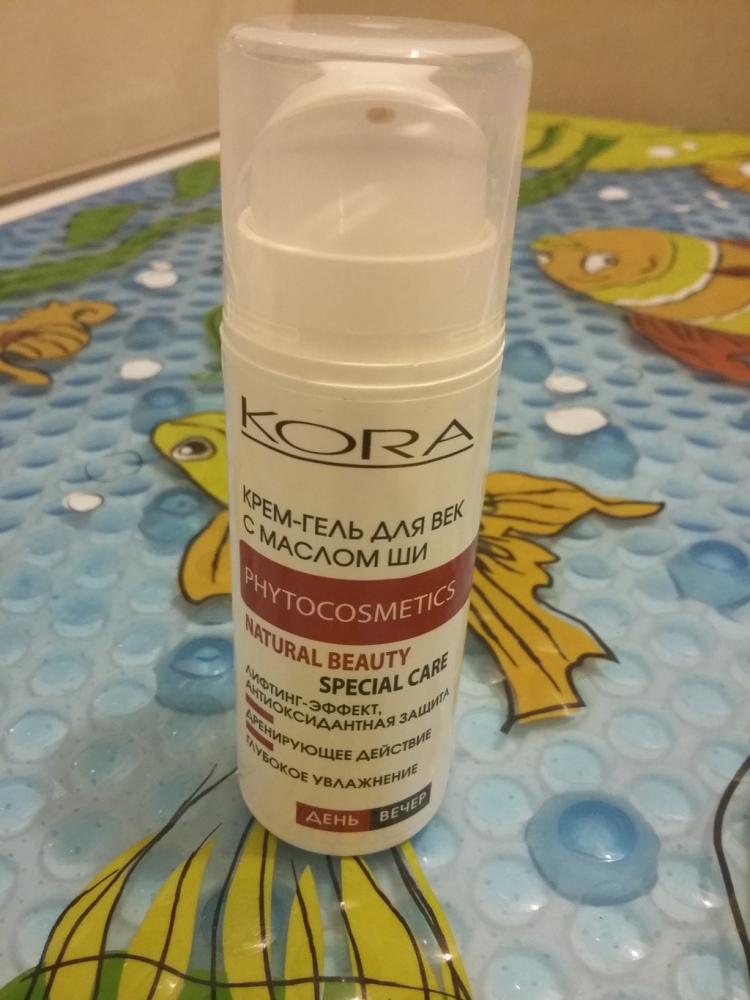 KORA
КРЕМ-ГЕЛЬ ДЛЯ ВЕК
С МАСЛОМ ШИ
PHYTOCOSMETICS
NATURAL BEAUTY
SPECIAL CARE
ЛИФТИНГ-ЭФФЕКТ,
АНТИОКСИДАНТНАЯ ЗАЩИТА
ДРЕНИРУЮЩЕЕ ДЕЙСТВИЕ
ГЛУБОКОЕ УВЛАЖНЕНИЕ
ДЕНЬ ВЕЧЕР